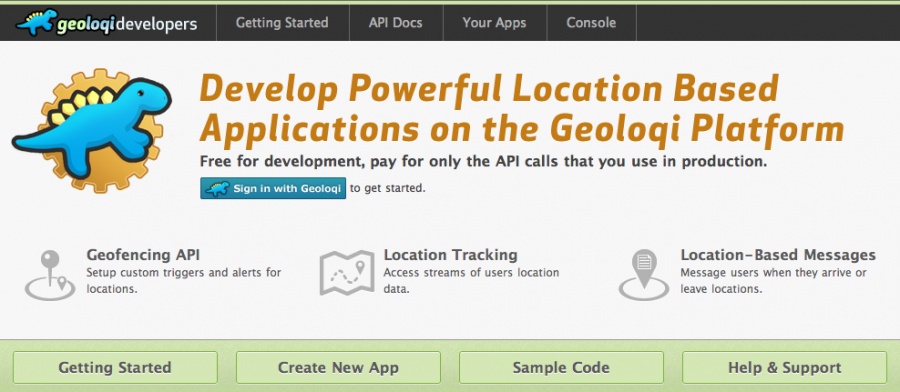 geoloqidevelopers Getting Started API Docs Your Apps Console
Develop Powerful Location Based
Applications on the Geoloqi Platform
Free for development, pay for only the API calls that you use in production.
Sign in with Geoloqi to get started.
Geofencing API
Setup custom triggers and alerts for
locations.
Location Tracking
Access streams of users location
data.
Location-Based Messages
Message users when they arrive or
leave locations.
Getting Started Create New App Sample Code Help & Support